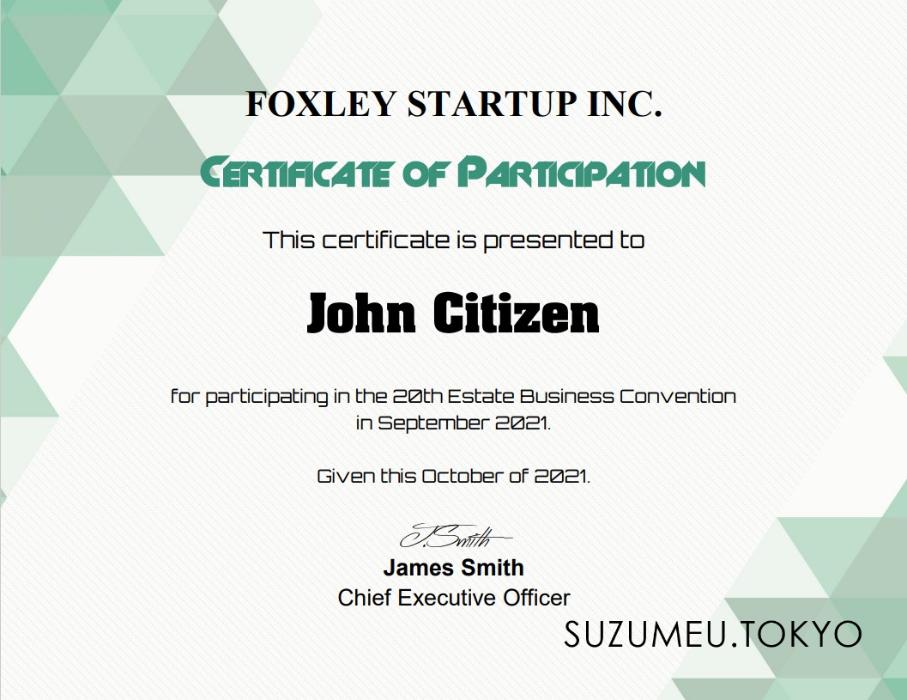 FOXLEY STARTUP INC.
CERTIFICATE OF PARTICIPATION
This certificate is presented to
John Citizen
for participating in the 20th Estate Business Convention
in September 2021.
Given this October of 2021.
J.Smith
James Smith
Chief Executive Officer
SUZUMEU.TOKYO